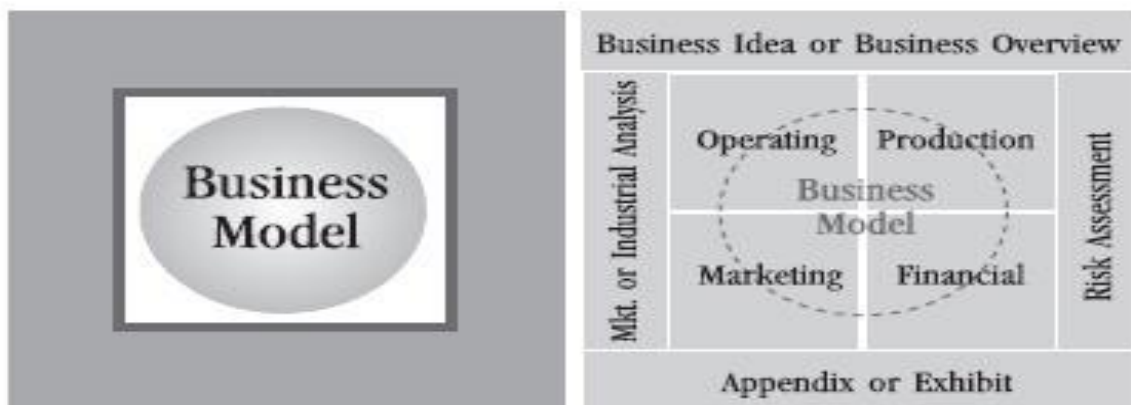 Business
Model
Business Idea or Business Overview
Mkt. or Industrial Analysis
Operating
Production
Business
Model
Marketing
Financial
Risk Assessment
Appendix or Exhibit